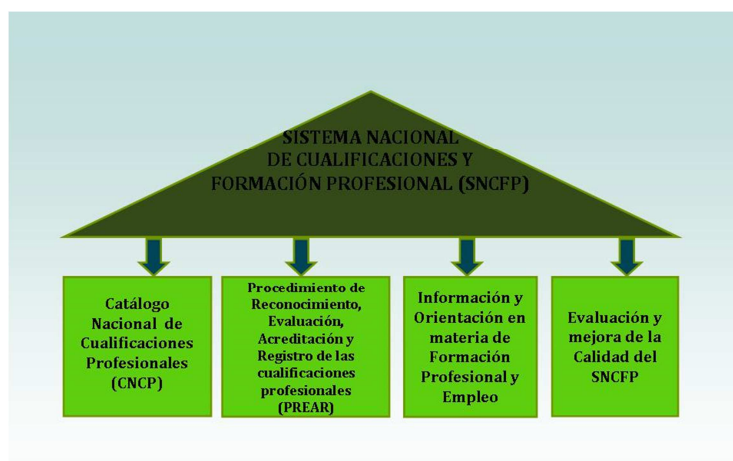 SISTEMA NACIONAL
DE CUALIFICACIONES Y
FORMACIÓN PROFESIONAL (SNCFP)
Catálogo
Nacional de
Cualificaciones
Profesionales
(CNCP)
Procedimiento de
Reconocimiento,
Evaluación,
Acreditación y
Registro de las
cualificaciones
profesionales
(PREAR)
Información y
Orientación en
materia de
Formación
Profesional y
Empleo
Evaluación y
mejora de la
Calidad del
SNCFP